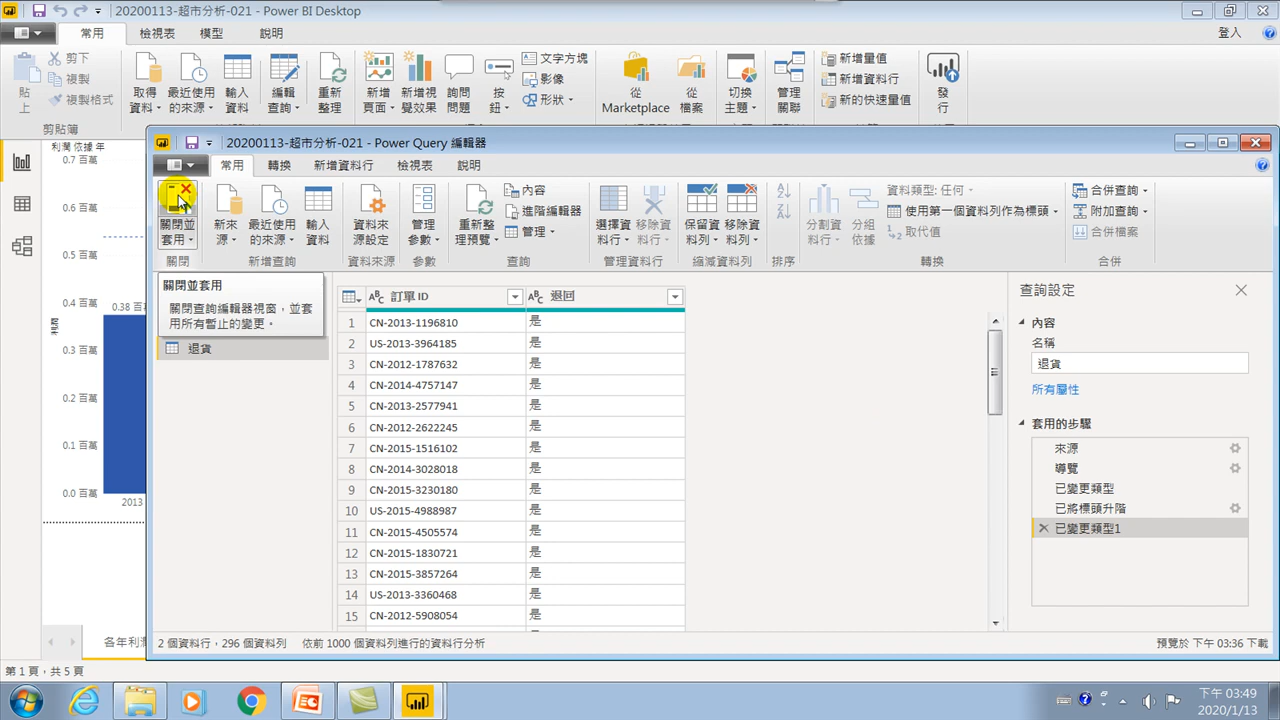 20200113-超市分析-021 - Power BI Desktop
常用
檢視表
模型
說明
登入
貼上
剪下
複製
複製格式
剪貼簿
取得資料
最近使用的來源
輸入資料
編輯查詢
重新整理
新增頁面
新增視覺效果
詢問問題
按鈕
文字方塊
影像
形狀
從 Marketplace
從檔案
切換主題
管理關聯
新增量值
新增資料行
新的快速量值
發行
利潤 依據 年
0.7 百萬
0.6 百萬
0.5 百萬
0.4 百萬
0.3 百萬
0.2 百萬
0.1 百萬
0.0 百萬
利潤
0.38 百
2013
各年利潤
第 1 頁，共 5 頁
20200113-超市分析-021 - Power Query 編輯器
常用
轉換
新增資料行
檢視表
說明
關閉並套用
關閉
新來源
最近使用的來源
輸入資料
新增查詢
資料來源設定
資料來源
管理參數
參數
重新整理預覽
內容
進階編輯器
管理
查詢
選擇資料行
移除資料行
管理資料行
保留資料列
移除資料列
縮減資料列
排序
分割資料行
分組依據
資料類型: 任何
使用第一個資料列作為標頭
取代值
轉換
合併查詢
附加查詢
合併檔案
合併
關閉並套用
關閉查詢編輯器視窗，並套
用所有暫止的變更。
退貨
訂單 ID 退回
1 CN-2013-1196810 是
2 US-2013-3964185 是
3 CN-2012-1787632 是
4 CN-2014-4757147 是
5 CN-2013-2577941 是
6 CN-2012-2622245 是
7 CN-2015-1516102 是
8 CN-2014-3028018 是
9 CN-2015-3230180 是
10 US-2015-4988987 是
11 CN-2015-4505574 是
12 CN-2015-1830721 是
13 CN-2015-3857264 是
14 US-2012-3360468 是
15 CN-2012-5908054 是
查詢設定
內容
名稱
退貨
所有屬性
套用的步驟
來源
導覽
已變更類型
已將標頭升階
已變更類型1
2 個資料行，296 個資料列
依前 1000 個資料列進行的資料行分析
預覽於 下午 03:36 下載
下午 03:49
2020/1/13